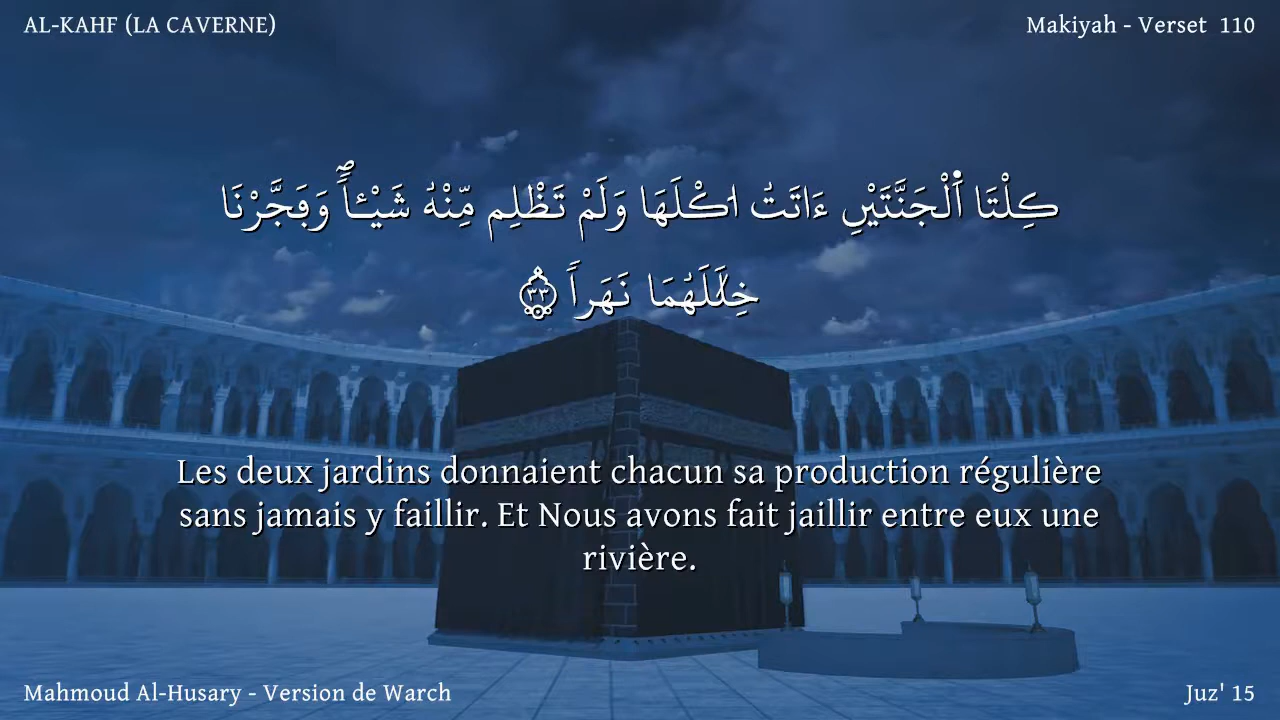 AL-KAHF (LA CAVERNE)
Makiyah - Verset 110
كِلْتَا اَ۬لْجَنَّتَيْنِ ءَاتَتُ ا۟كْلَهَا وَلَمْ تَظْلِم مِّنْهُ شَيْـٔاٗۖ وَفَجَّرْنَا
خِلَٰلَهُمَا نَهَراٗ ٣٣
Les deux jardins donnaient chacun sa production régulière
sans jamais y faillir. Et Nous avons fait jaillir entre eux une
rivière.
Mahmoud Al-Husary - Version de Warch
Juz' 15